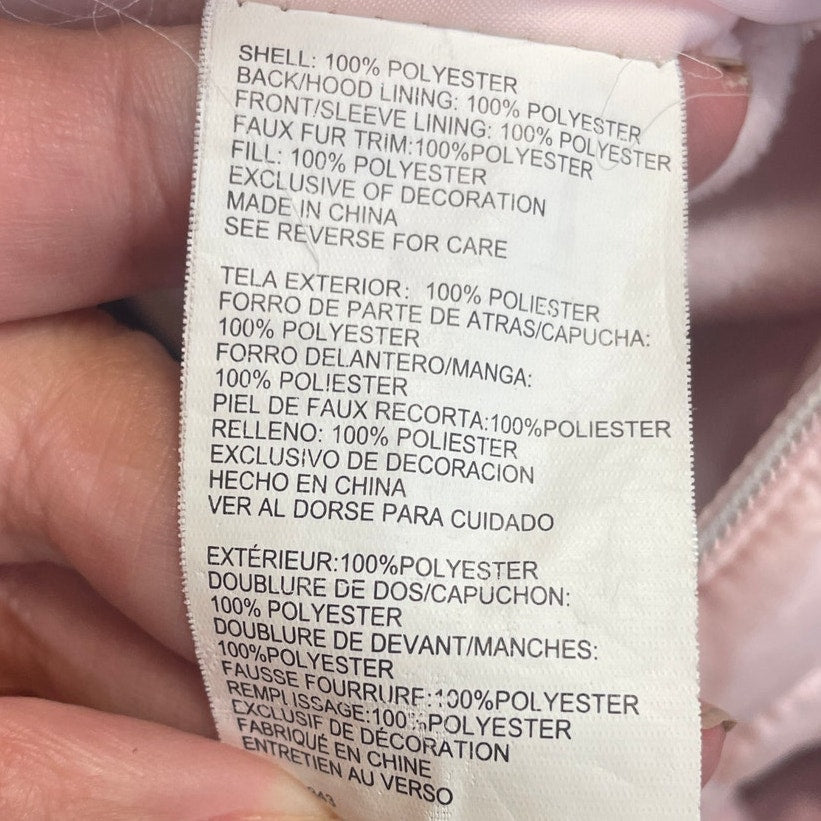 SHELL: 100% POLYESTER
BACK/HOOD LINING: 100% POLYESTER
FRONT/SLEEVE LINING: 100% POLYESTER
FAUX FUR TRIM:100%POLYESTER
FILL: 100% POLYESTER
EXCLUSIVE OF DECORATION
MADE IN CHINA
SEE REVERSE FOR CARE
TELA EXTERIOR: 100% POLIESTER
FORRO DE PARTE DE ATRAS/CAPUCHA:
100% POLYESTER
FORRO DELANTERO/MANGA:
100% POLIESTER
PIEL DE FAUX RECORTA:100%POLIESTER
RELLENO: 100% POLIESTER
EXCLUSIVO DE DECORACION
HECHO EN CHINA
VER AL DORSE PARA CUIDADO
EXTÉRIEUR:100%POLYESTER
DOUBLURE DE DOS/CAPUCHON:
100% POLYESTER
DOUBLURE DE DEVANT/MANCHES:
100%POLYESTER
FAUSSE FOURRURE:100%POLYESTER
REMPLISSAGE:100%POLYESTER
EXCLUSIF DE DÉCORATION
FABRIQUÉ EN CHINE
ENTRETIEN AU VERSO